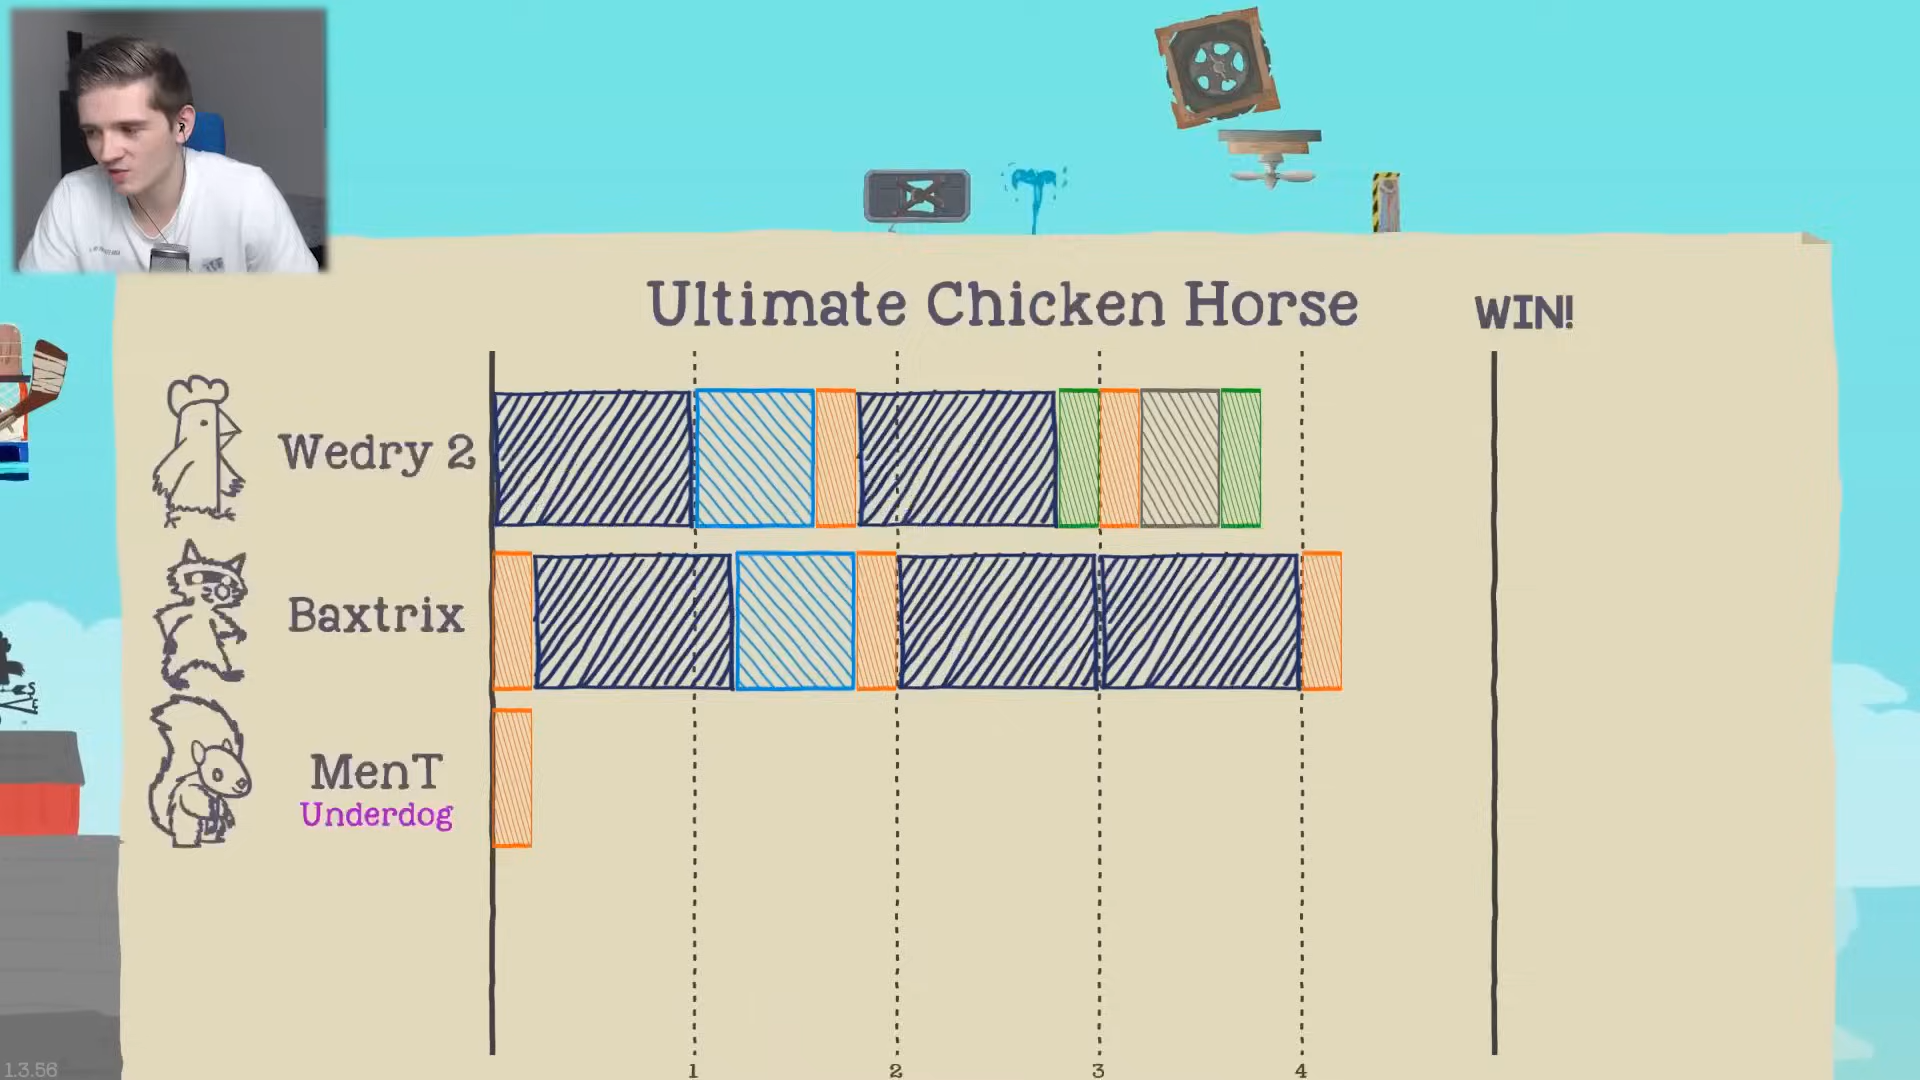 Ultimate Chicken Horse
WIN!
Wedry 2
Baxtrix
MenT
Underdog
1 2 3 4
1.3.56